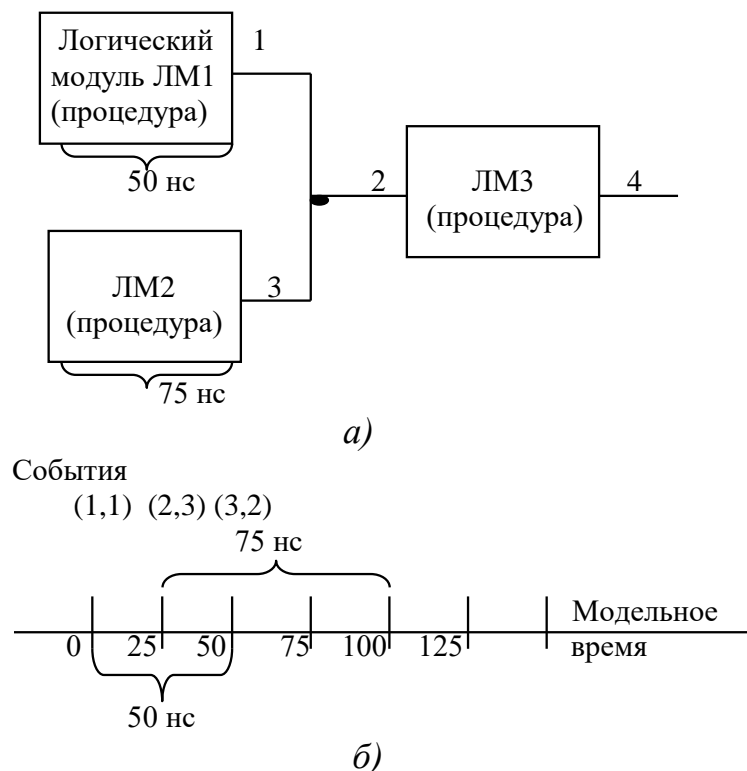 Логический
модуль ЛМ1
(процедура)
1
50 нс
2
ЛМ3
(процедура)
4
ЛМ2
(процедура)
3
75 нс
а)
События
(1,1) (2,3) (3,2)
75 нс
0 25 50 75 100 125
Модельное
время
50 нс
б)